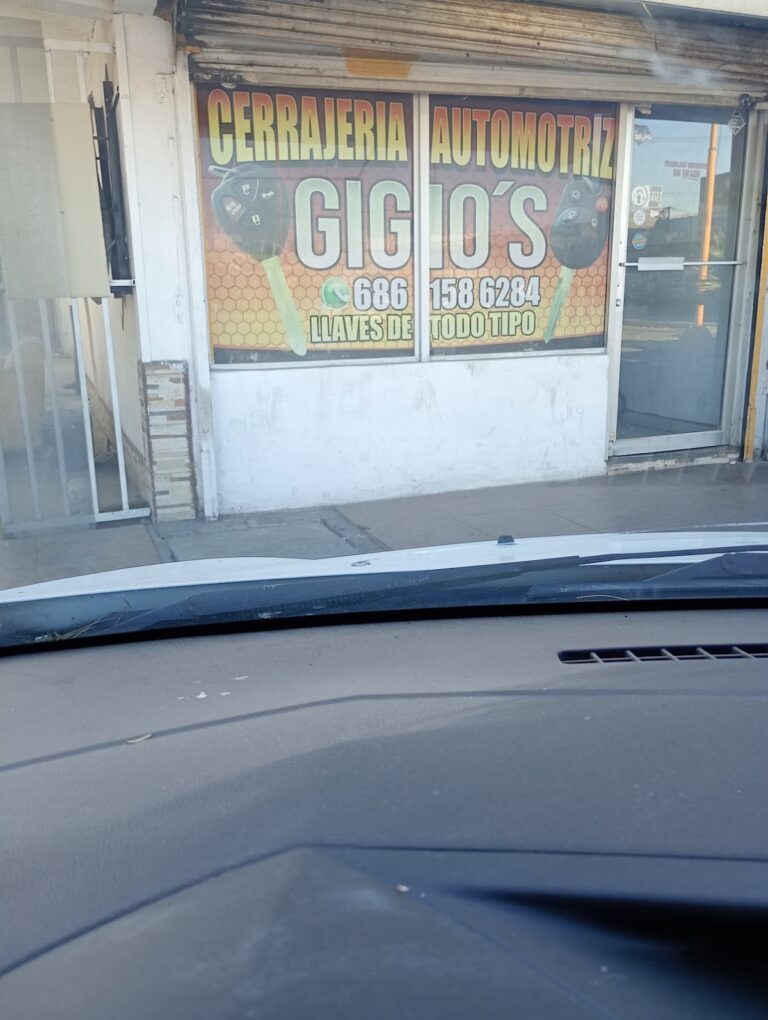 CERRAJERIA AUTOMOTRIZ
GIGIO´S
686 158 6284
LLAVES DE TODO TIPO